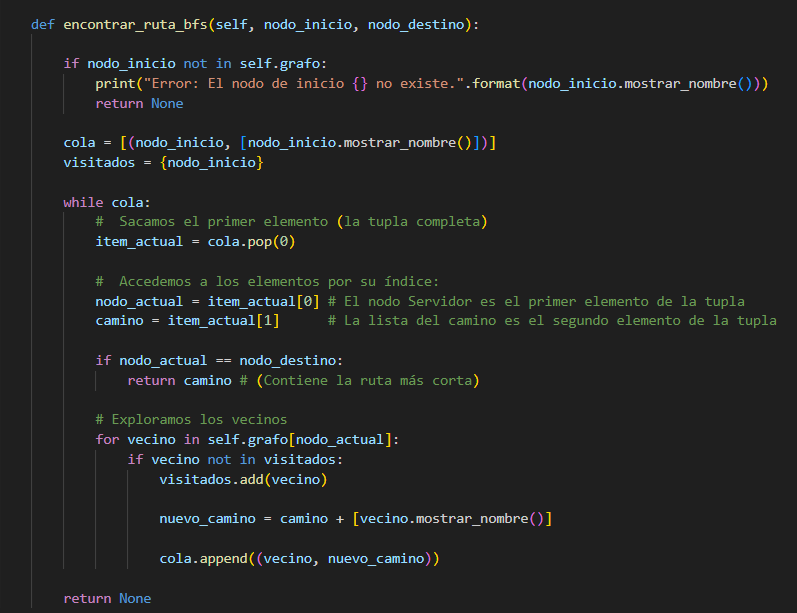 def encontrar_ruta_bfs(self, nodo_inicio, nodo_destino):
if nodo_inicio not in self.grafo:
print("Error: El nodo de inicio {} no existe.".format(nodo_inicio.mostrar_nombre()))
return None
cola = [(nodo_inicio, [nodo_inicio.mostrar_nombre()])]
visitados = {nodo_inicio}
while cola:
#  Sacamos el primer elemento (la tupla completa)
item_actual = cola.pop(0)
#  Accedemos a los elementos por su índice:
nodo_actual = item_actual[0] # El nodo Servidor es el primer elemento de la tupla
camino = item_actual[1]      # La lista del camino es el segundo elemento de la tupla
if nodo_actual == nodo_destino:
return camino # (Contiene la ruta más corta)
# Exploramos los vecinos
for vecino in self.grafo[nodo_actual]:
if vecino not in visitados:
visitados.add(vecino)
nuevo_camino = camino + [vecino.mostrar_nombre()]
cola.append((vecino, nuevo_camino))
return None